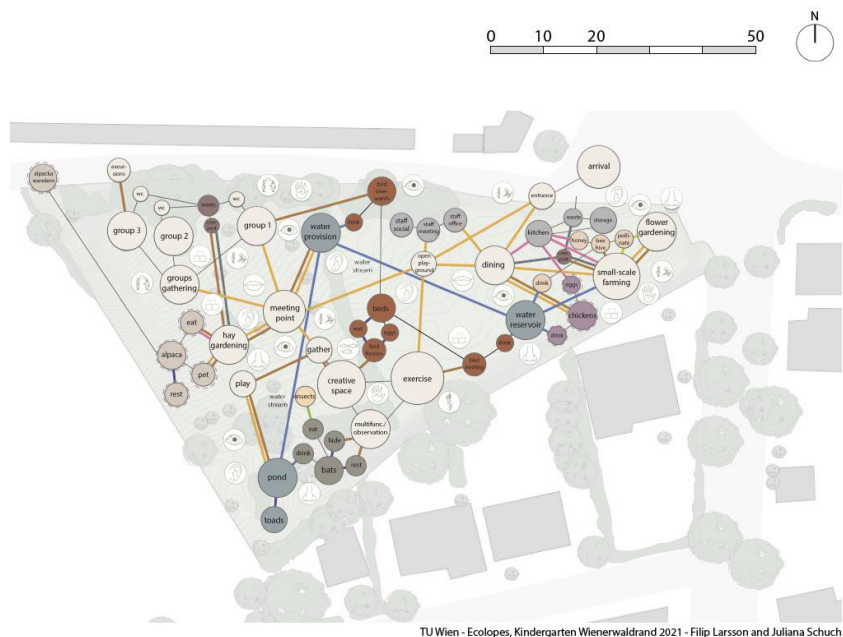 N
0 10 20 50
alpacka
wandern
excur-
sions
wc
wc
wc
waste
group 3
group 2
group 1
groups
gathering
bird
over
watch
drink
water
provision
water
stream
staff
social
staff
meeting
staff
office
open
play-
ground
arrival
entrance
kitchen
waste
storage
honey
bee
hive
polli-
nate
flower
gardening
com-
post
eggs
dining
small-scale
farming
drink
water
reservoir
chickens
drink
drink
bird
nesting
meeting
point
hay
gardening
eat
alpaca
pet
rest
birds
rest
eggs
bird
houses
gather
play
creative
space
exercise
water
stream
insects
eat
multifunc./
observation
hide
drink
bats
rest
pond
toads
TU Wien - Ecolopes, Kindergarten Wienerwaldrand 2021 - Filip Larsson and Juliana Schuch